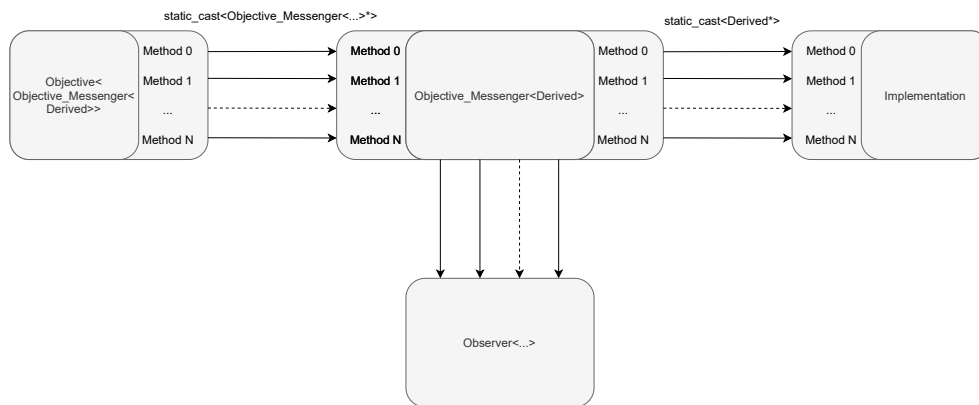 static_cast<Objective_Messenger<...>*>
static_cast<Derived*>
Objective<
Objective_Messenger<
Derived>>
Method 0
Method 1
...
Method N
Method 0
Method 1
...
Method N
Objective_Messenger<Derived>
Method 0
Method 1
...
Method N
Method 0
Method 1
...
Method N
Implementation
Observer<...>